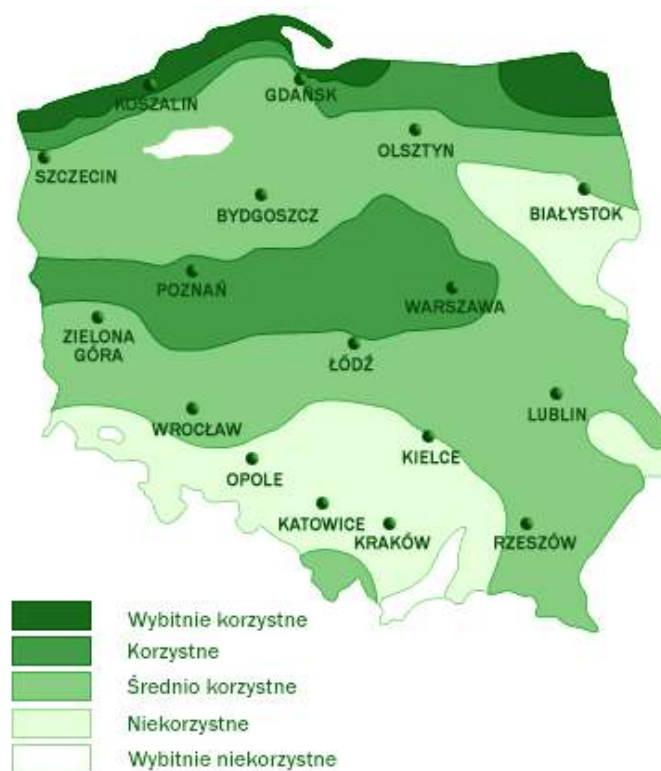 KOSZALIN
GDAŃSK
OLSZTYN
SZCZECIN
BYDGOSZCZ
BIAŁYSTOK
POZNAŃ
WARSZAWA
ZIELONA
GÓRA
ŁÓDŹ
WROCŁAW
LUBLIN
OPOLE
KIELCE
KATOWICE
KRAKÓW
RZESZÓW
Wybitnie korzystne
Korzystne
Średnio korzystne
Niekorzystne
Wybitnie niekorzystne